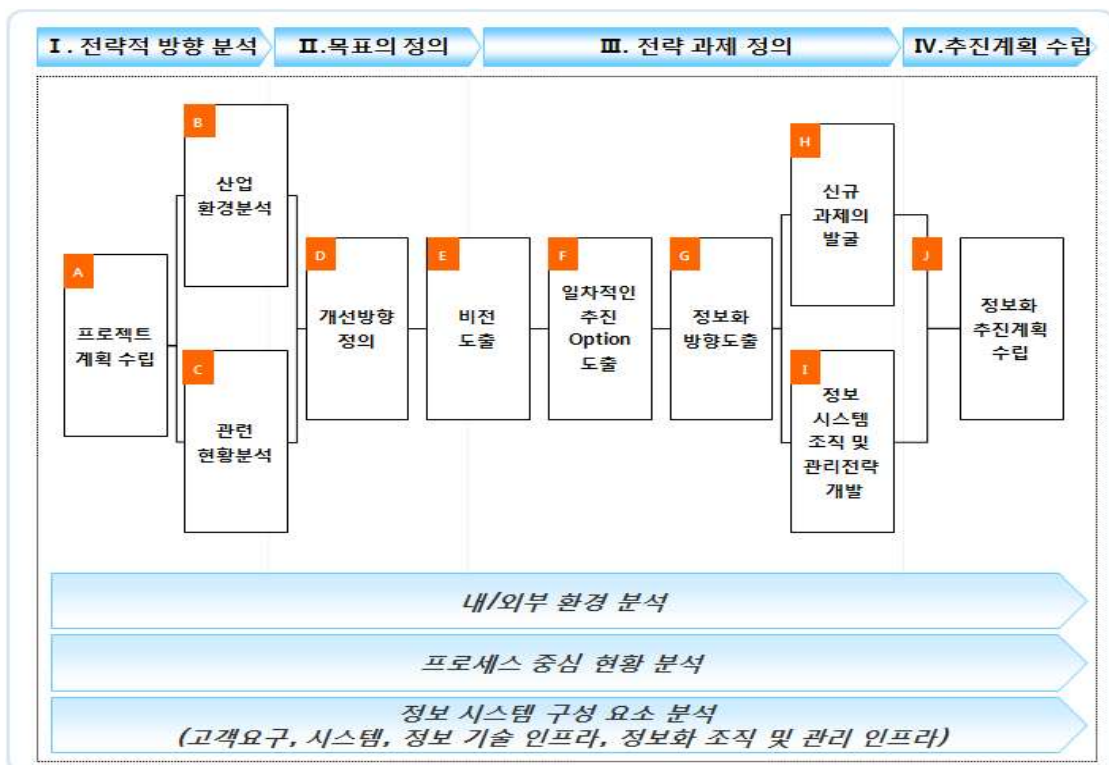 Ⅰ. 전략적 방향 분석
Ⅱ.목표의 정의
Ⅲ. 전략 과제 정의
Ⅳ.추진계획 수립
A
프로젝트
계획 수립
B
산업
환경분석
C
관련
현황분석
D
개선방향
정의
E
비전
도출
F
일차적인
추진
Option
도출
G
정보화
방향도출
H
신규
과제의
발굴
I
정보
시스템
조직 및
관리전략
개발
J
정보화
추진계획
수립
내/외부 환경 분석
프로세스 중심 현황 분석
정보 시스템 구성 요소 분석
(고객요구, 시스템, 정보 기술 인프라, 정보화 조직 및 관리 인프라)